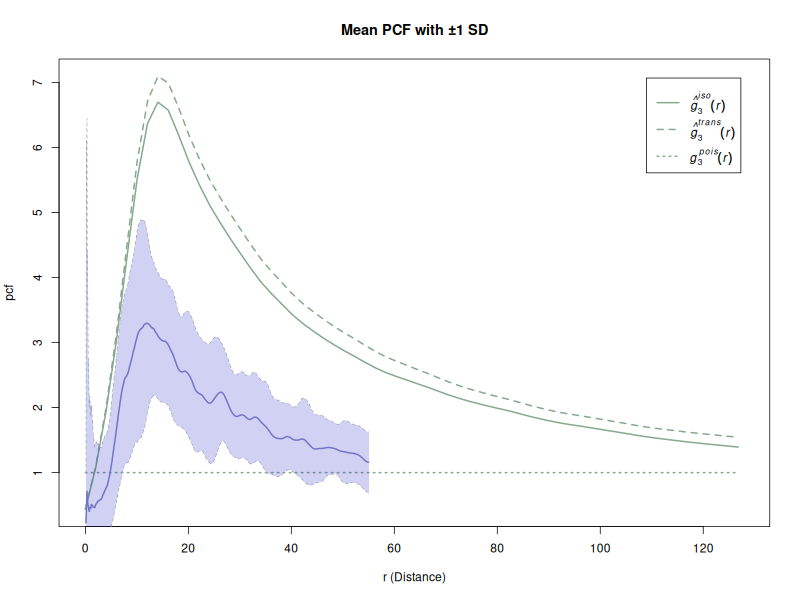 Mean PCF with ±1 SD
7
6
5
4
3
2
1
pcf
0 20 40 60 80 100 120
r (Distance)
ĝ₃ⁱˢᵒ(r)
ĝ₃ᵗʳᵃⁿˢ(r)
g₃ᵖᵒⁱˢ(r)